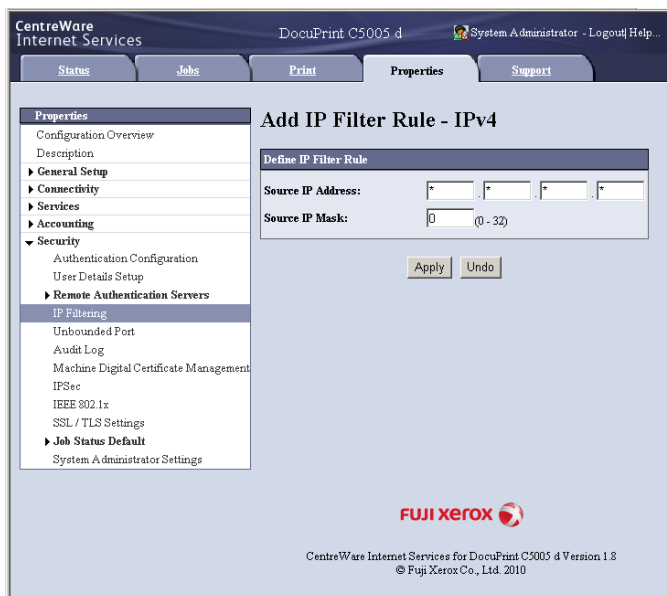 CentreWare
Internet Services
DocuPrint C5005 d
System Administrator - Logout| Help...
Status
Jobs
Print
Properties
Support
Properties
Configuration Overview
Description
General Setup
Connectivity
Services
Accounting
Security
Authentication Configuration
User Details Setup
Remote Authentication Servers
IP Filtering
Unbounded Port
Audit Log
Machine Digital Certificate Management
IPSec
IEEE 802.1x
SSL / TLS Settings
Job Status Default
System Administrator Settings
Add IP Filter Rule - IPv4
Define IP Filter Rule
Source IP Address: * . * . * . *
Source IP Mask: 0 (0 - 32)
Apply Undo
FUJI xerox
CentreWare Internet Services for DocuPrint C5005 d Version 1.8
© Fuji Xerox Co., Ltd. 2010